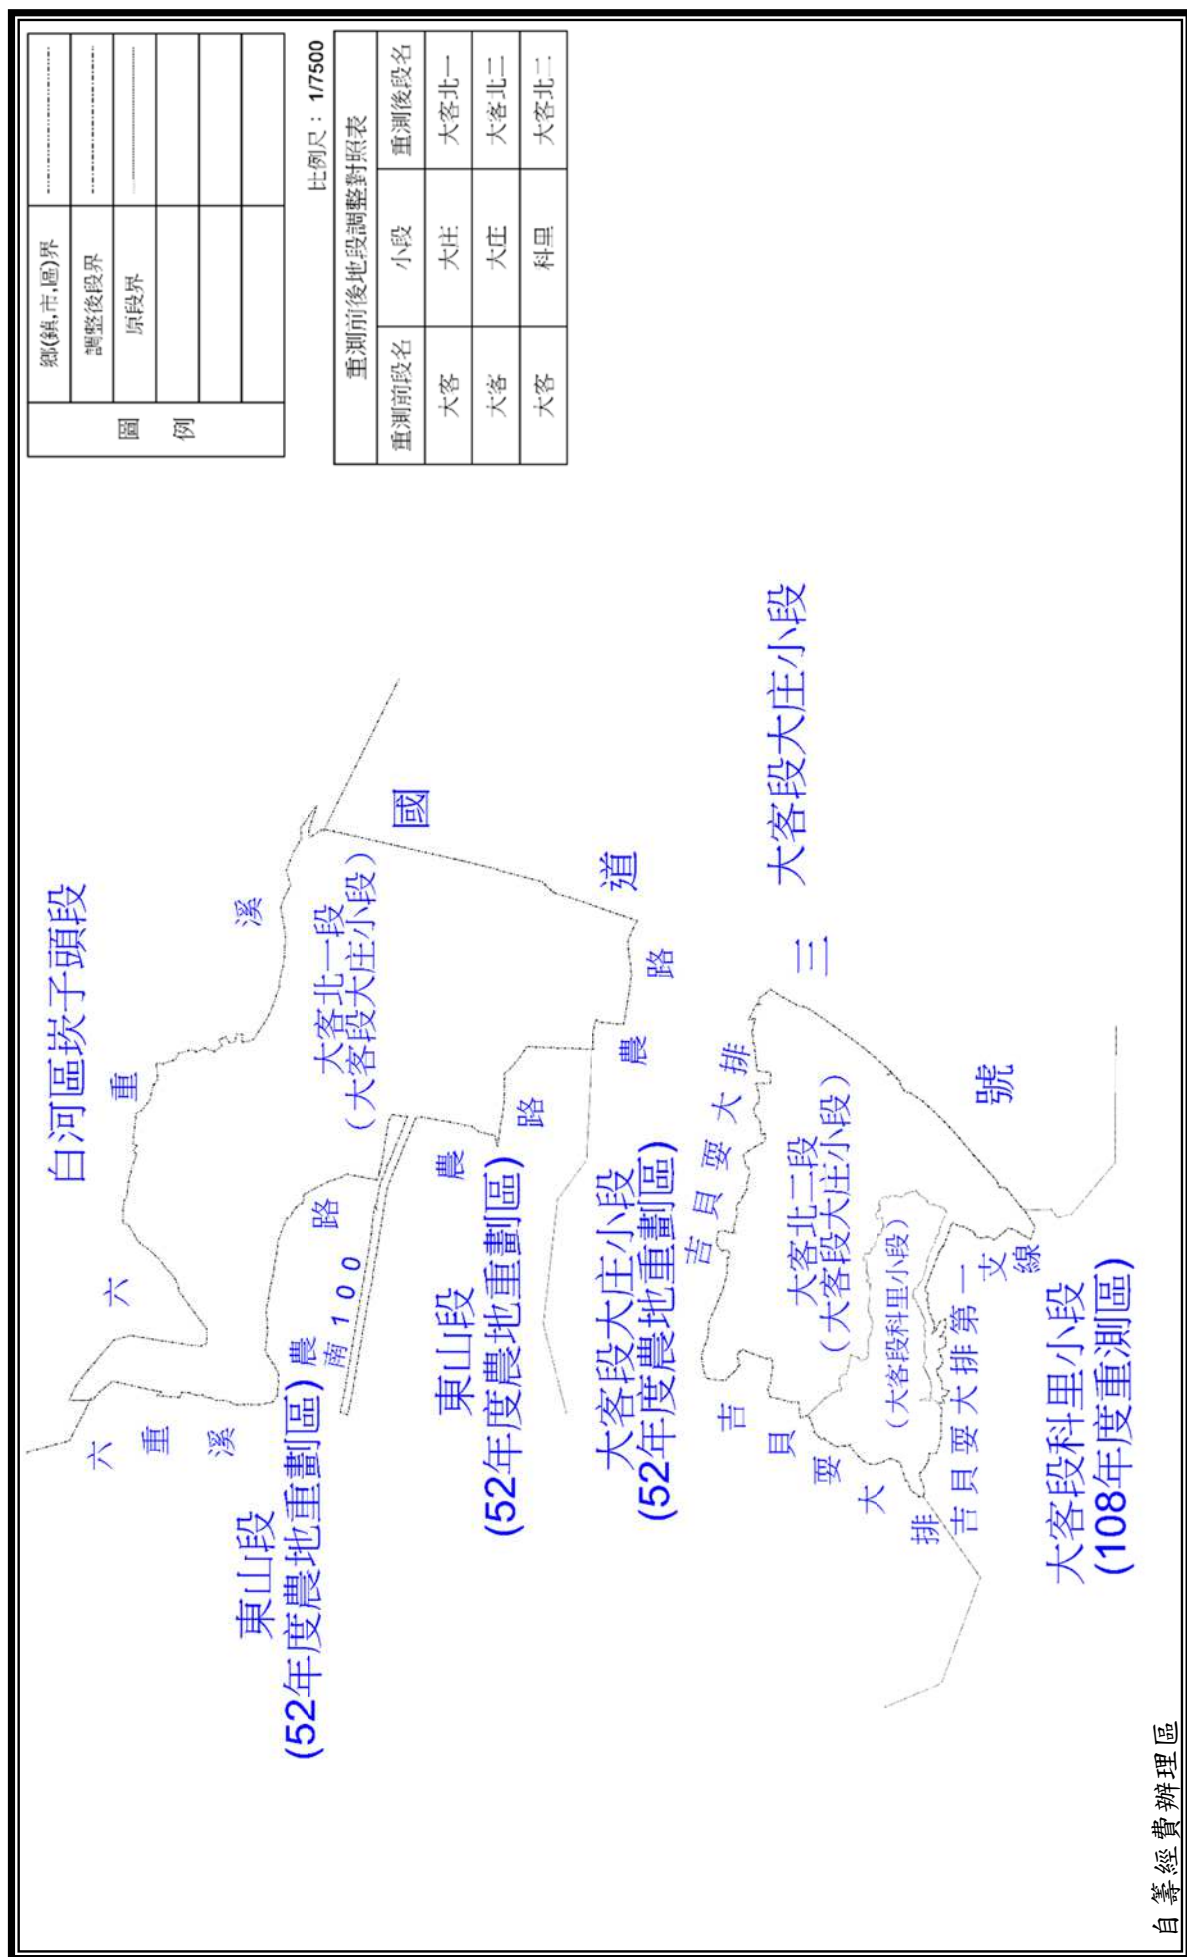 圖例
鄉(鎮,市,區)界
調整後段界
原段界
比例尺：1/7500
重測前後地段調整對照表
重測前段名 小段 重測後段名
大客 大庄 大客北一
大客 大庄 大客北二
大客 科里 大客北二
白河區崁子頭段
六重溪
六重溪
大客北一段
(大客段大庄小段)
國道三號
東山段
(52年度農地重劃區)
農路
南100
東山段
(52年度農地重劃區)
農路
農路
大客段大庄小段
(52年度農地重劃區)
大客段大庄小段
吉貝耍大排
吉貝耍大排
大客北二段
(大客段大庄小段)
(大客段科里小段)
吉貝耍大排第一支線
大客段科里小段
(108年度重測區)
自籌經費辦理區